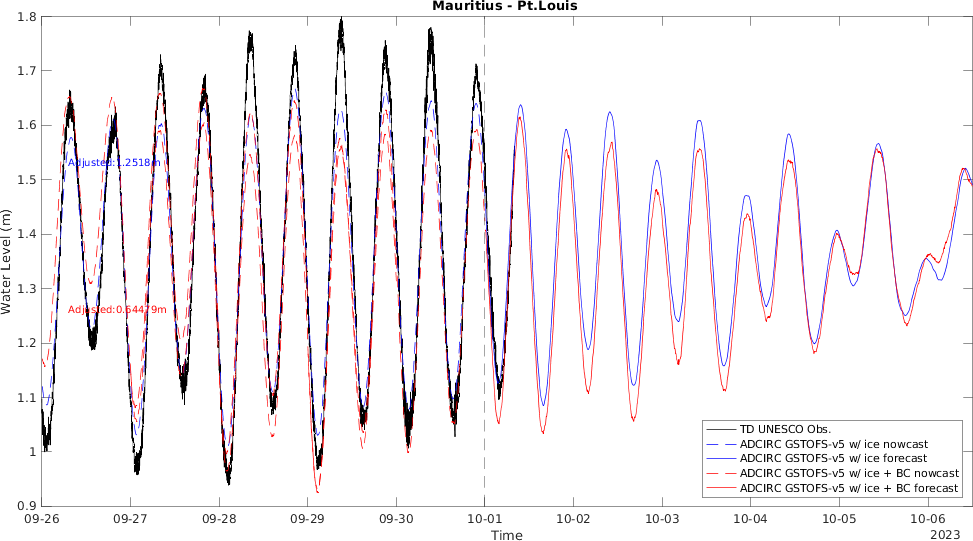 Mauritius - Pt.Louis
1.8
1.7
1.6
1.5
1.4
1.3
1.2
1.1
1
0.9
Water Level (m)
Adjusted:1.2518m
Adjusted:0.64479m
TD UNESCO Obs.
ADCIRC GSTOFS-v5 w/ ice nowcast
ADCIRC GSTOFS-v5 w/ ice forecast
ADCIRC GSTOFS-v5 w/ ice + BC nowcast
ADCIRC GSTOFS-v5 w/ ice + BC forecast
09-26 09-27 09-28 09-29 09-30 10-01 10-02 10-03 10-04 10-05 10-06
Time
2023